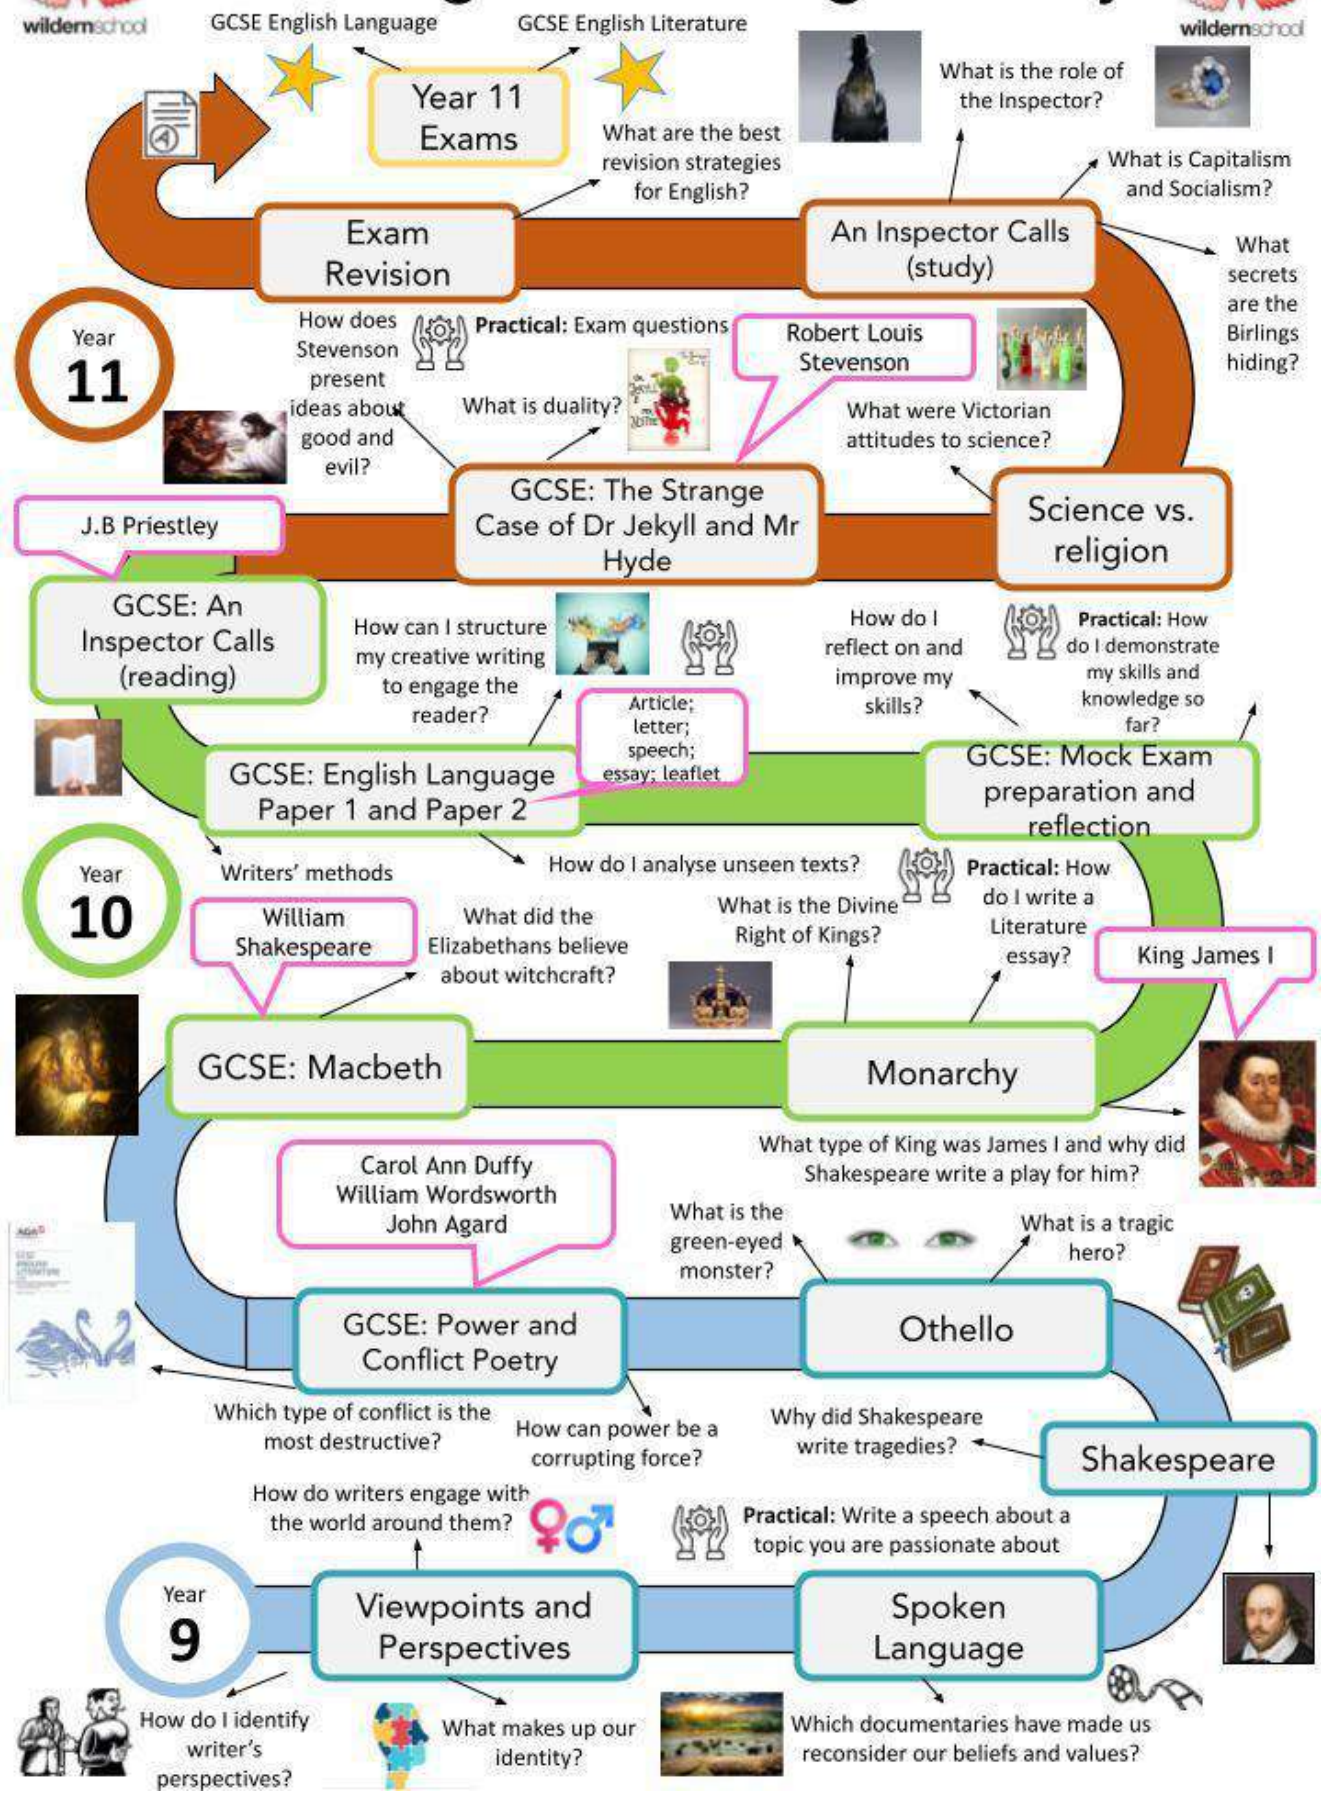 wildernschool
wildernschool
GCSE English Language
GCSE English Literature
Year 11
Exams
What are the best
revision strategies
for English?
What is the role of
the Inspector?
What is Capitalism
and Socialism?
What
secrets
are the
Birlings
hiding?
Exam
Revision
An Inspector Calls
(study)
Year
11
How does
Stevenson
present
ideas about
good and
evil?
Practical: Exam questions
What is duality?
Robert Louis
Stevenson
What were Victorian
attitudes to science?
J.B Priestley
GCSE: The Strange
Case of Dr Jekyll and Mr
Hyde
Science vs.
religion
GCSE: An
Inspector Calls
(reading)
How can I structure
my creative writing
to engage the
reader?
Article;
letter;
speech;
essay; leaflet
How do I
reflect on and
improve my
skills?
Practical: How
do I demonstrate
my skills and
knowledge so
far?
GCSE: English Language
Paper 1 and Paper 2
GCSE: Mock Exam
preparation and
reflection
Writers' methods
How do I analyse unseen texts?
Year
10
William
Shakespeare
What did the
Elizabethans believe
about witchcraft?
What is the Divine
Right of Kings?
Practical: How
do I write a
Literature
essay?
King James I
GCSE: Macbeth
Monarchy
What type of King was James I and why did
Shakespeare write a play for him?
Carol Ann Duffy
William Wordsworth
John Agard
What is the
green-eyed
monster?
What is a tragic
hero?
AQA
GCSE: Power and
Conflict Poetry
Othello
Which type of conflict is the
most destructive?
How can power be a
corrupting force?
Why did Shakespeare
write tragedies?
Shakespeare
How do writers engage with
the world around them?
Practical: Write a speech about a
topic you are passionate about
Year
9
Viewpoints and
Perspectives
Spoken
Language
How do I identify
writer's
perspectives?
What makes up our
identity?
Which documentaries have made us
reconsider our beliefs and values?